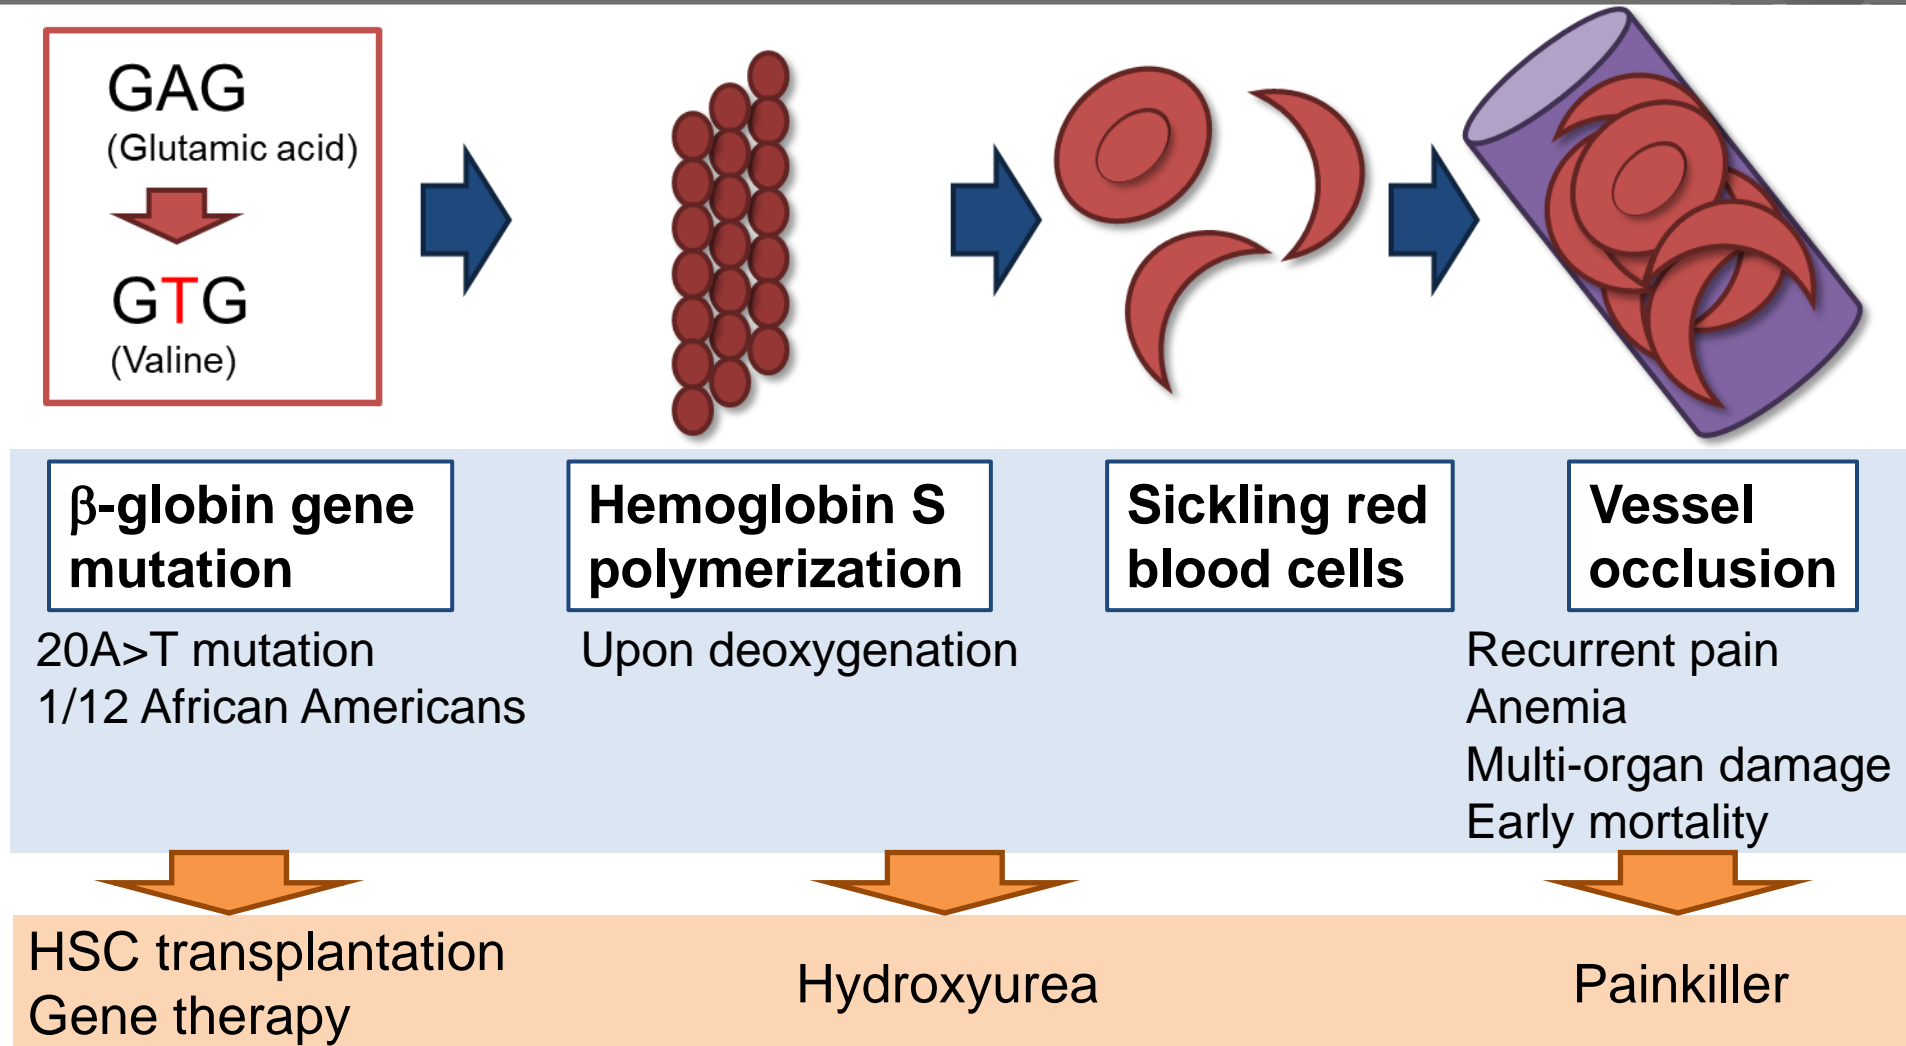 GAG
(Glutamic acid)
GTG
(Valine)
β-globin gene
mutation
Hemoglobin S
polymerization
Sickling red
blood cells
Vessel
occlusion
20A>T mutation
1/12 African Americans
Upon deoxygenation
Recurrent pain
Anemia
Multi-organ damage
Early mortality
HSC transplantation
Gene therapy
Hydroxyurea
Painkiller